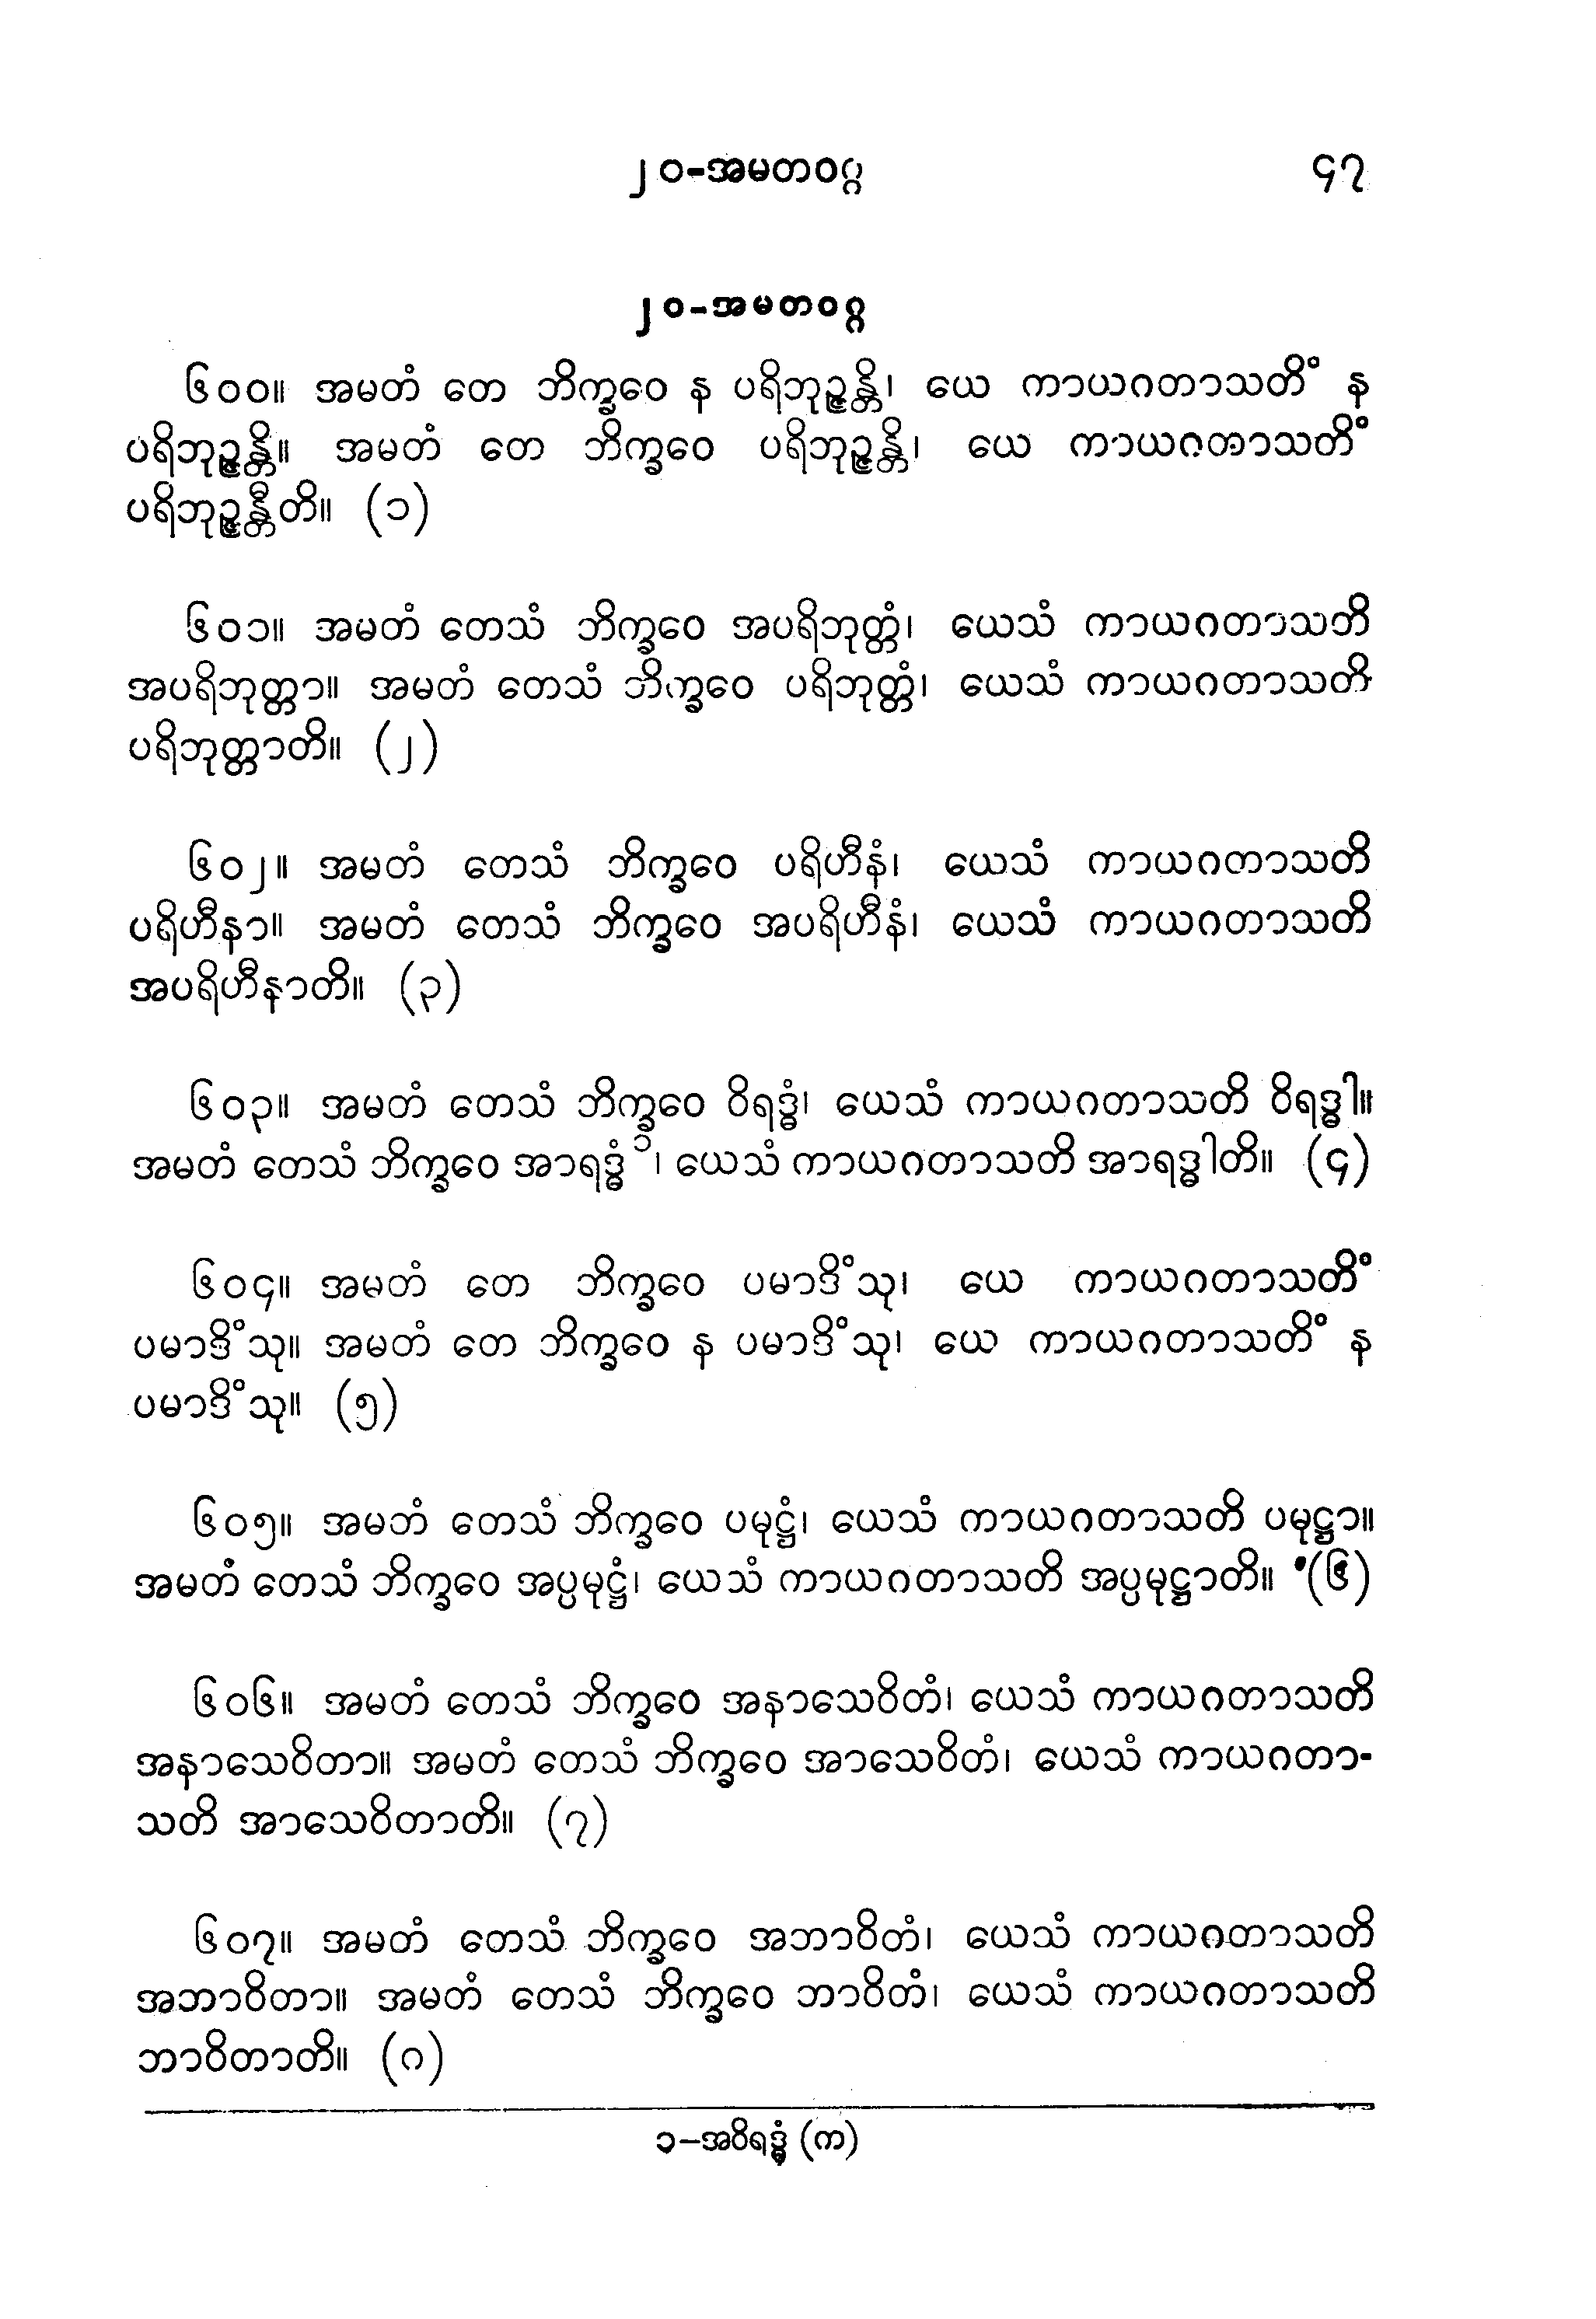 ၂၀-အမတဝဂ္ဂ ၄၇
၂၀-အမတဝဂ္ဂ
၆၀၀။ အမတံ တေ ဘိက္ခဝေ န ပရိဘုဉ္ဇန္တိ၊ ယေ ကာယဂတာသတိံ န
ပရိဘုဉ္ဇန္တိ။ အမတံ တေ ဘိက္ခဝေ ပရိဘုဉ္ဇန္တိ၊ ယေ ကာယဂတာသတိံ
ပရိဘုဉ္ဇန္တီတိ။ (၁)
၆၀၁။ အမတံ တေသံ ဘိက္ခဝေ အပရိဘုတ္တံ၊ ယေသံ ကာယဂတာသတိ
အပရိဘုတ္တာ။ အမတံ တေသံ ဘိက္ခဝေ ပရိဘုတ္တံ၊ ယေသံ ကာယဂတာသတိ
ပရိဘုတ္တာတိ။ (၂)
၆၀၂။ အမတံ တေသံ ဘိက္ခဝေ ပရိဟီနံ၊ ယေသံ ကာယဂတာသတိ
ပရိဟီနာ။ အမတံ တေသံ ဘိက္ခဝေ အပရိဟီနံ၊ ယေသံ ကာယဂတာသတိ
အပရိဟီနာတိ။ (၃)
၆၀၃။ အမတံ တေသံ ဘိက္ခဝေ ဝိရဒ္ဓံ၊ ယေသံ ကာယဂတာသတိ ဝိရဒ္ဓါ။
အမတံ တေသံ ဘိက္ခဝေ အာရဒ္ဓံ ၁၊ ယေသံ ကာယဂတာသတိ အာရဒ္ဓါတိ။ (၄)
၆၀၄။ အမတံ တေ ဘိက္ခဝေ ပမာဒိံသု၊ ယေ ကာယဂတာသတိံ
ပမာဒိံသု။ အမတံ တေ ဘိက္ခဝေ န ပမာဒိံသု၊ ယေ ကာယဂတာသတိံ န
ပမာဒိံသု။ (၅)
၆၀၅။ အမတံ တေသံ ဘိက္ခဝေ ပမုဋ္ဌံ၊ ယေသံ ကာယဂတာသတိ ပမုဋ္ဌာ။
အမတံ တေသံ ဘိက္ခဝေ အပ္ပမုဋ္ဌံ၊ ယေသံ ကာယဂတာသတိ အပ္ပမုဋ္ဌာတိ။ (၆)
၆၀၆။ အမတံ တေသံ ဘိက္ခဝေ အနာသေဝိတံ၊ ယေသံ ကာယဂတာသတိ
အနာသေဝိတာ။ အမတံ တေသံ ဘိက္ခဝေ အာသေဝိတံ၊ ယေသံ ကာယဂတာ-
သတိ အာသေဝိတာတိ။ (၇)
၆၀၇။ အမတံ တေသံ ဘိက္ခဝေ အဘာဝိတံ၊ ယေသံ ကာယဂတာသတိ
အဘာဝိတာ။ အမတံ တေသံ ဘိက္ခဝေ ဘာဝိတံ၊ ယေသံ ကာယဂတာသတိ
ဘာဝိတာတိ။ (၈)
၁-အဝိရဒ္ဓံ (က)